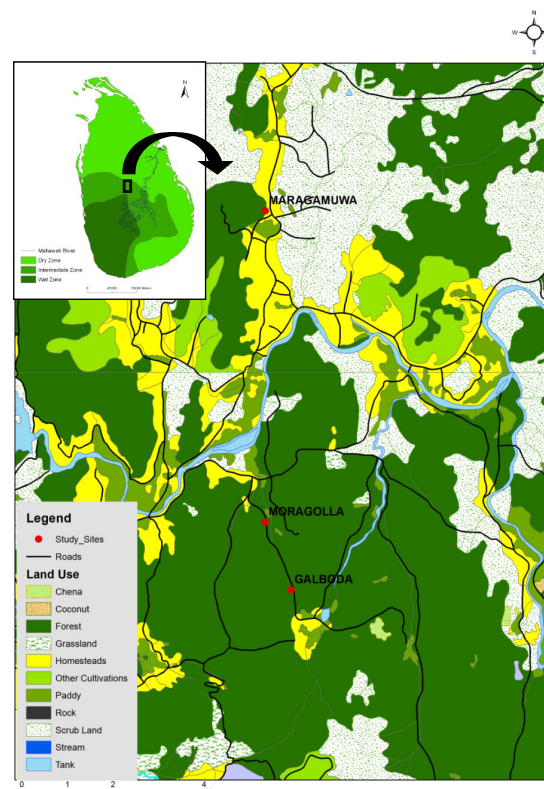 N
W
S
N
Mahaweli River
Dry Zone
Intermediate Zone
Wet Zone
0
MARAGAMUWA
MORAGOLLA
GALBODA
Legend
Study_Sites
Roads
Land Use
Chena
Coconut
Forest
Grassland
Homesteads
Other Cultivations
Paddy
Rock
Scrub Land
Stream
Tank
0 1 2 4